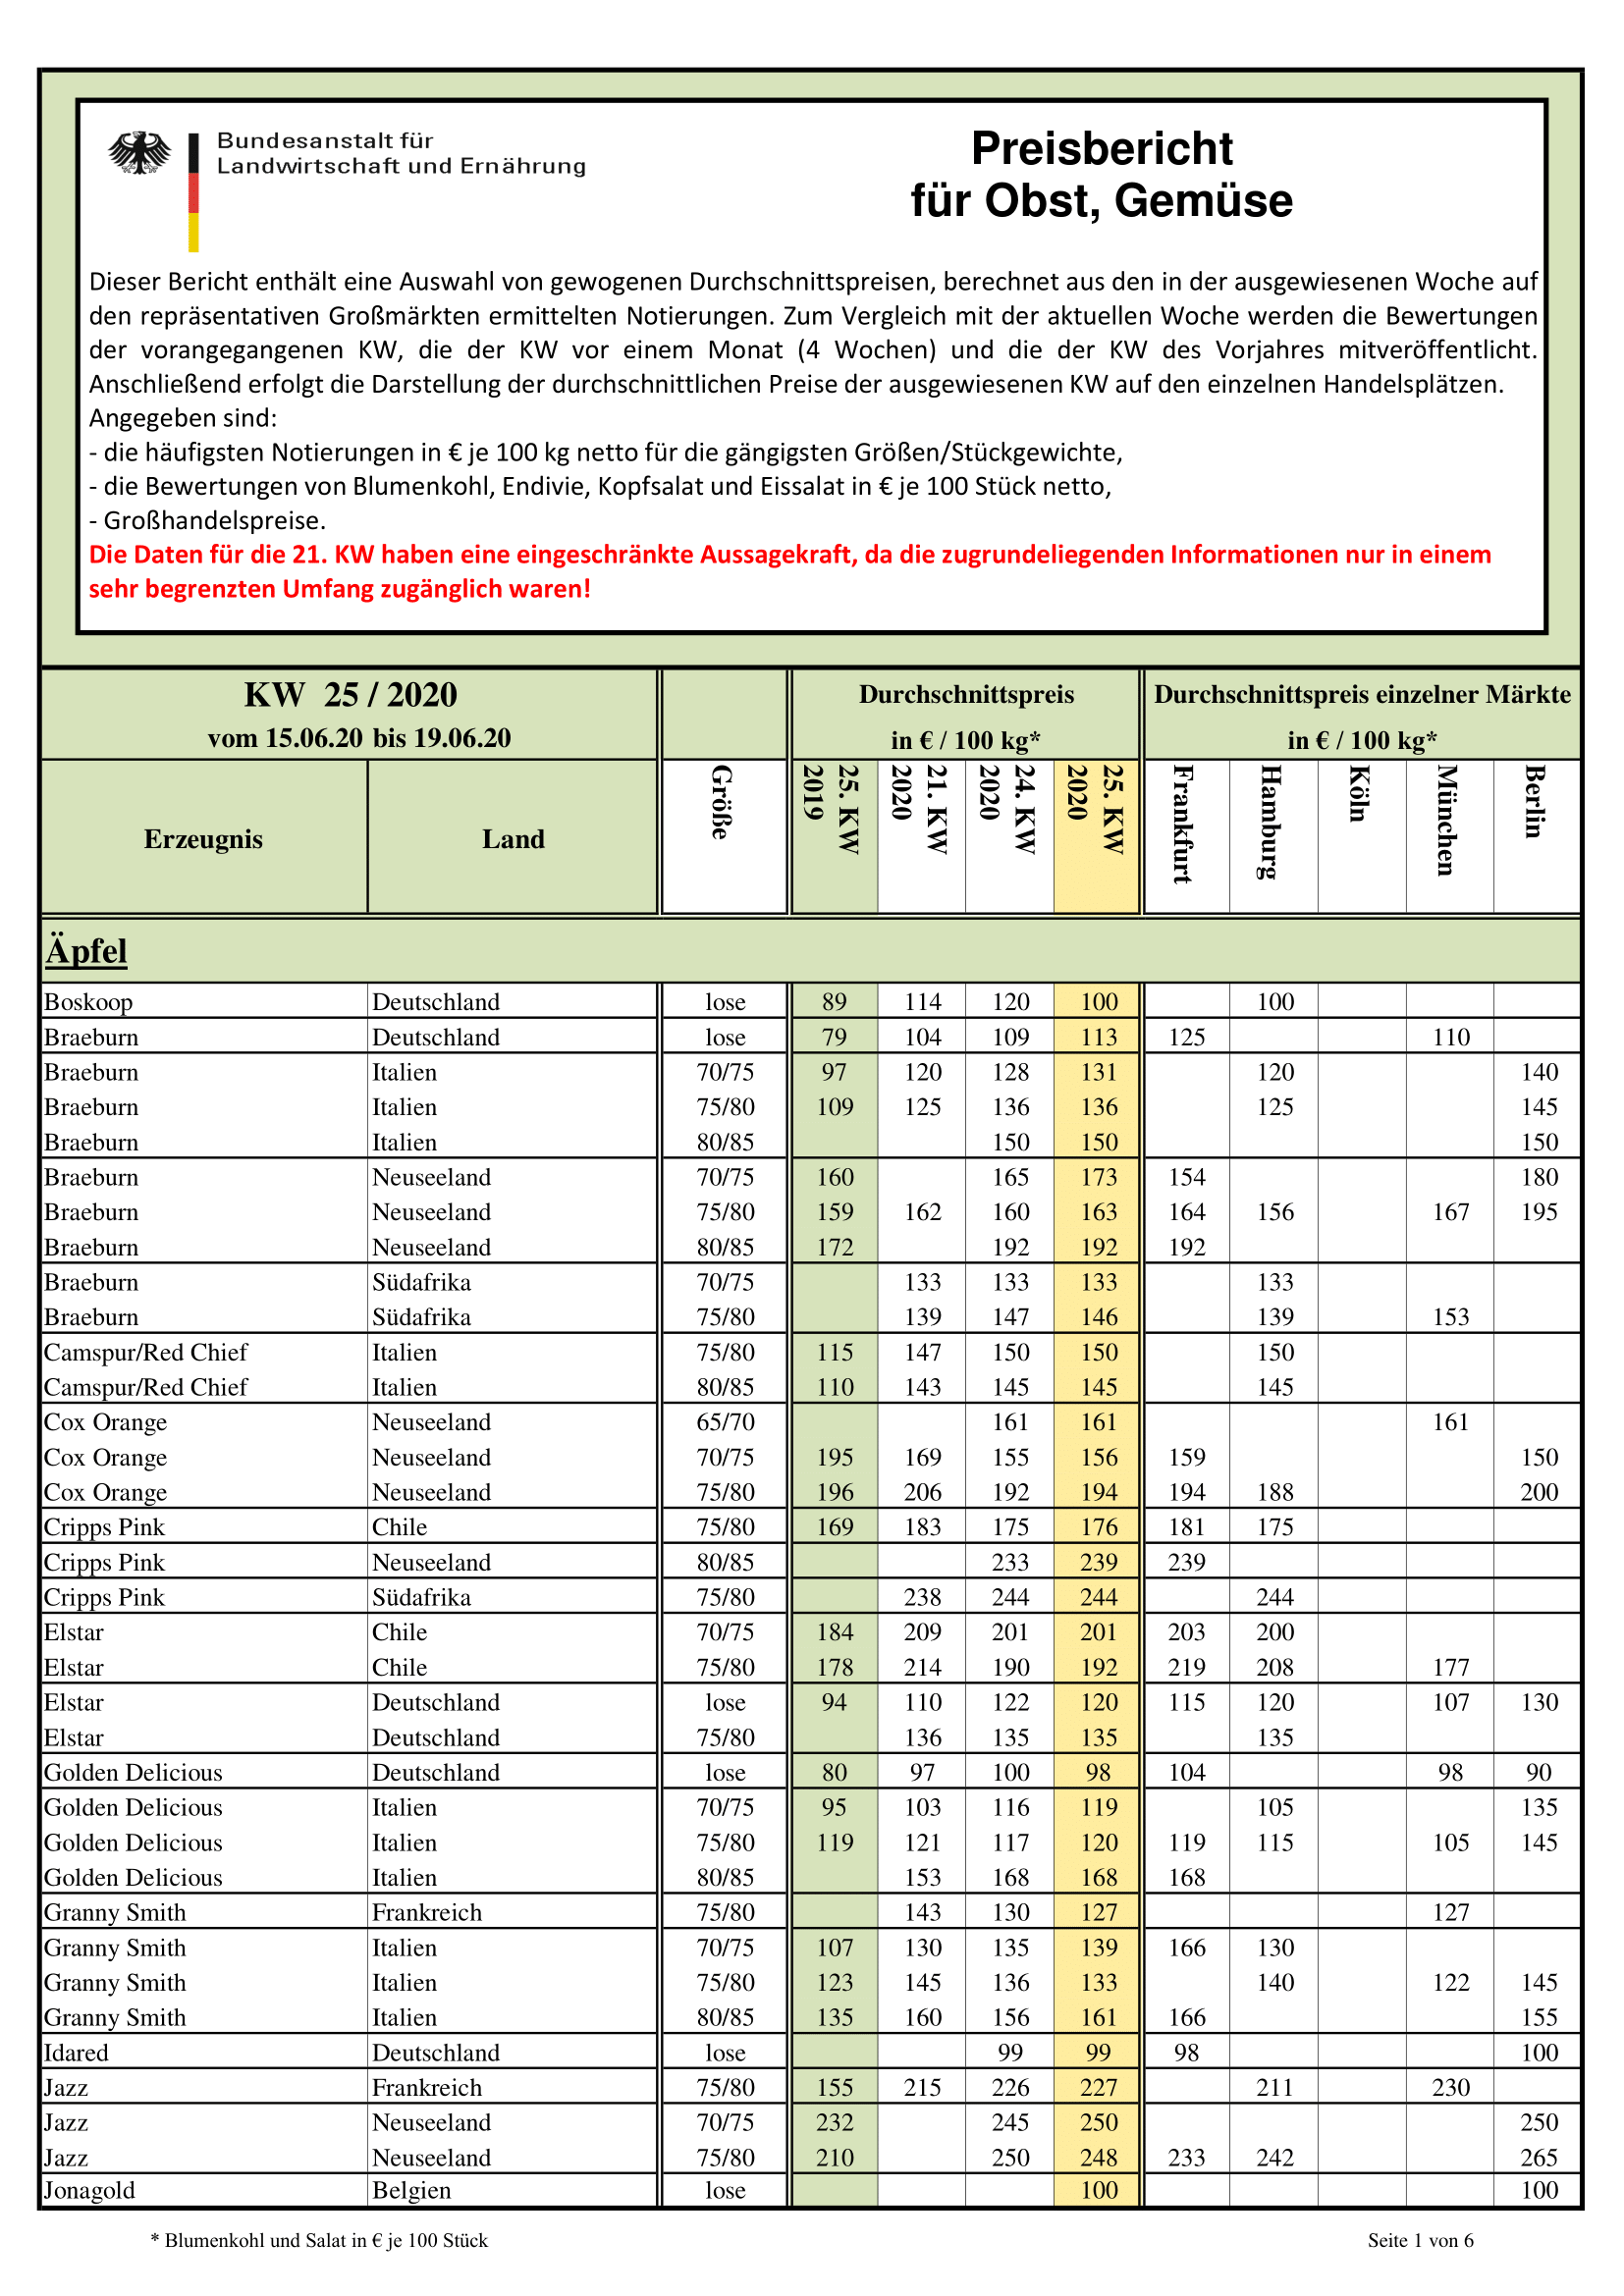 Bundesanstalt für
Landwirtschaft und Ernährung
Preisbericht
für Obst, Gemüse
Dieser Bericht enthält eine Auswahl von gewogenen Durchschnittspreisen, berechnet aus den in der ausgewiesenen Woche auf
den repräsentativen Großmärkten ermittelten Notierungen. Zum Vergleich mit der aktuellen Woche werden die Bewertungen
der vorangegangenen KW, die der KW vor einem Monat (4 Wochen) und die der KW des Vorjahres mitveröffentlicht.
Anschließend erfolgt die Darstellung der durchschnittlichen Preise der ausgewiesenen KW auf den einzelnen Handelsplätzen.
Angegeben sind:
- die häufigsten Notierungen in € je 100 kg netto für die gängigsten Größen/Stückgewichte,
- die Bewertungen von Blumenkohl, Endivie, Kopfsalat und Eissalat in € je 100 Stück netto,
- Großhandelspreise.
Die Daten für die 21. KW haben eine eingeschränkte Aussagekraft, da die zugrundeliegenden Informationen nur in einem
sehr begrenzten Umfang zugänglich waren!
KW 25 / 2020 Durchschnittspreis Durchschnittspreis einzelner Märkte
vom 15.06.20 bis 19.06.20 in € / 100 kg* in € / 100 kg*
Erzeugnis Land Größe 25. KW 2019 21. KW 2020 24. KW 2020 25. KW 2020 Frankfurt Hamburg Köln München Berlin
Äpfel
Boskoop Deutschland lose 89 114 120 100 100
Braeburn Deutschland lose 79 104 109 113 125 110
Braeburn Italien 70/75 97 120 128 131 120 140
Braeburn Italien 75/80 109 125 136 136 125 145
Braeburn Italien 80/85 150 150 150
Braeburn Neuseeland 70/75 160 165 173 154 180
Braeburn Neuseeland 75/80 159 162 160 163 164 156 167 195
Braeburn Neuseeland 80/85 172 192 192 192
Braeburn Südafrika 70/75 133 133 133 133
Braeburn Südafrika 75/80 139 147 146 139 153
Camspur/Red Chief Italien 75/80 115 147 150 150 150
Camspur/Red Chief Italien 80/85 110 143 145 145 145
Cox Orange Neuseeland 65/70 161 161 161
Cox Orange Neuseeland 70/75 195 169 155 156 159 150
Cox Orange Neuseeland 75/80 196 206 192 194 194 188 200
Cripps Pink Chile 75/80 169 183 175 176 181 175
Cripps Pink Neuseeland 80/85 233 239 239
Cripps Pink Südafrika 75/80 238 244 244 244
Elstar Chile 70/75 184 209 201 201 203 200
Elstar Chile 75/80 178 214 190 192 219 208 177
Elstar Deutschland lose 94 110 122 120 115 120 107 130
Elstar Deutschland 75/80 136 135 135 135
Golden Delicious Deutschland lose 80 97 100 98 104 98 90
Golden Delicious Italien 70/75 95 103 116 119 105 135
Golden Delicious Italien 75/80 119 121 117 120 119 115 105 145
Golden Delicious Italien 80/85 153 168 168 168
Granny Smith Frankreich 75/80 143 130 127 127
Granny Smith Italien 70/75 107 130 135 139 166 130
Granny Smith Italien 75/80 123 145 136 133 140 122 145
Granny Smith Italien 80/85 135 160 156 161 166 155
Idared Deutschland lose 99 99 98 100
Jazz Frankreich 75/80 155 215 226 227 211 230
Jazz Neuseeland 70/75 232 245 250 250
Jazz Neuseeland 75/80 210 250 248 233 242 265
Jonagold Belgien lose 100 100
* Blumenkohl und Salat in € je 100 Stück Seite 1 von 6